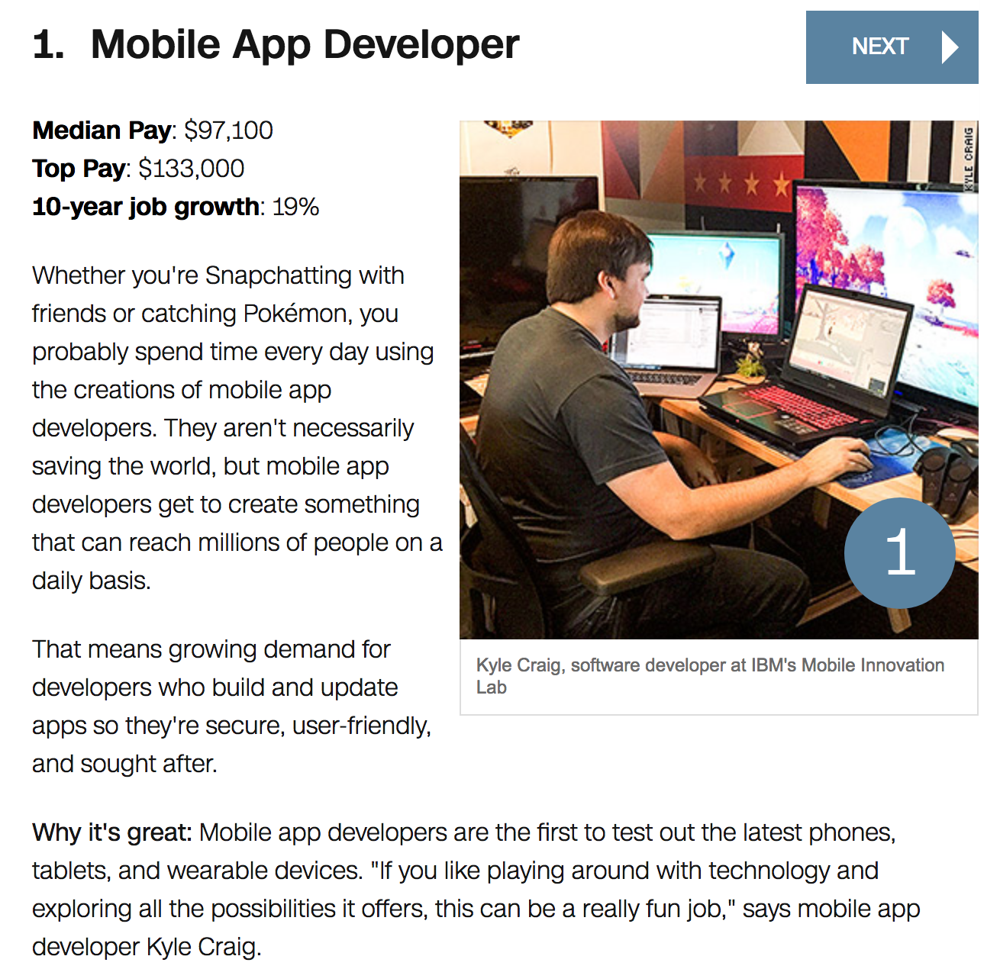 1. Mobile App Developer
NEXT
Median Pay: $97,100
Top Pay: $133,000
10-year job growth: 19%
Whether you're Snapchatting with
friends or catching Pokémon, you
probably spend time every day using
the creations of mobile app
developers. They aren't necessarily
saving the world, but mobile app
developers get to create something
that can reach millions of people on a
daily basis.
That means growing demand for
developers who build and update
apps so they're secure, user-friendly,
and sought after.
KYLE CRAIG
1
Kyle Craig, software developer at IBM's Mobile Innovation
Lab
Why it's great: Mobile app developers are the first to test out the latest phones,
tablets, and wearable devices. "If you like playing around with technology and
exploring all the possibilities it offers, this can be a really fun job," says mobile app
developer Kyle Craig.